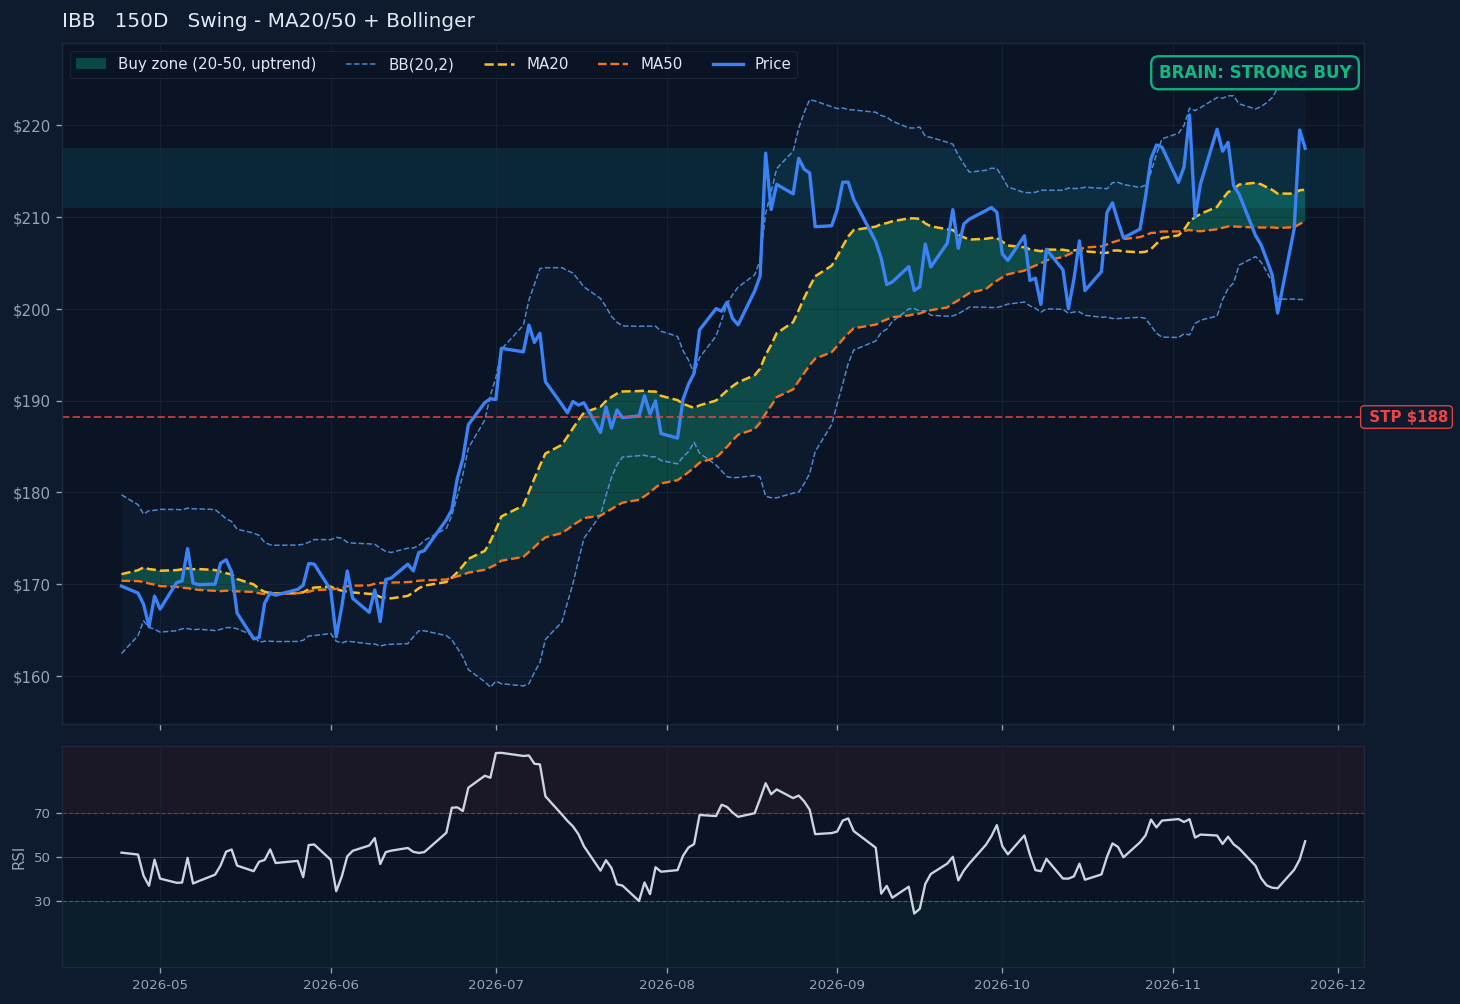 IBB   150D   Swing - MA20/50 + Bollinger
Buy zone (20-50, uptrend)
BB(20,2)
MA20
MA50
Price
BRAIN: STRONG BUY
$220
$210
$200
$190
$180
$170
$160
STP $188
RSI
70
50
30
2026-05
2026-06
2026-07
2026-08
2026-09
2026-10
2026-11
2026-12